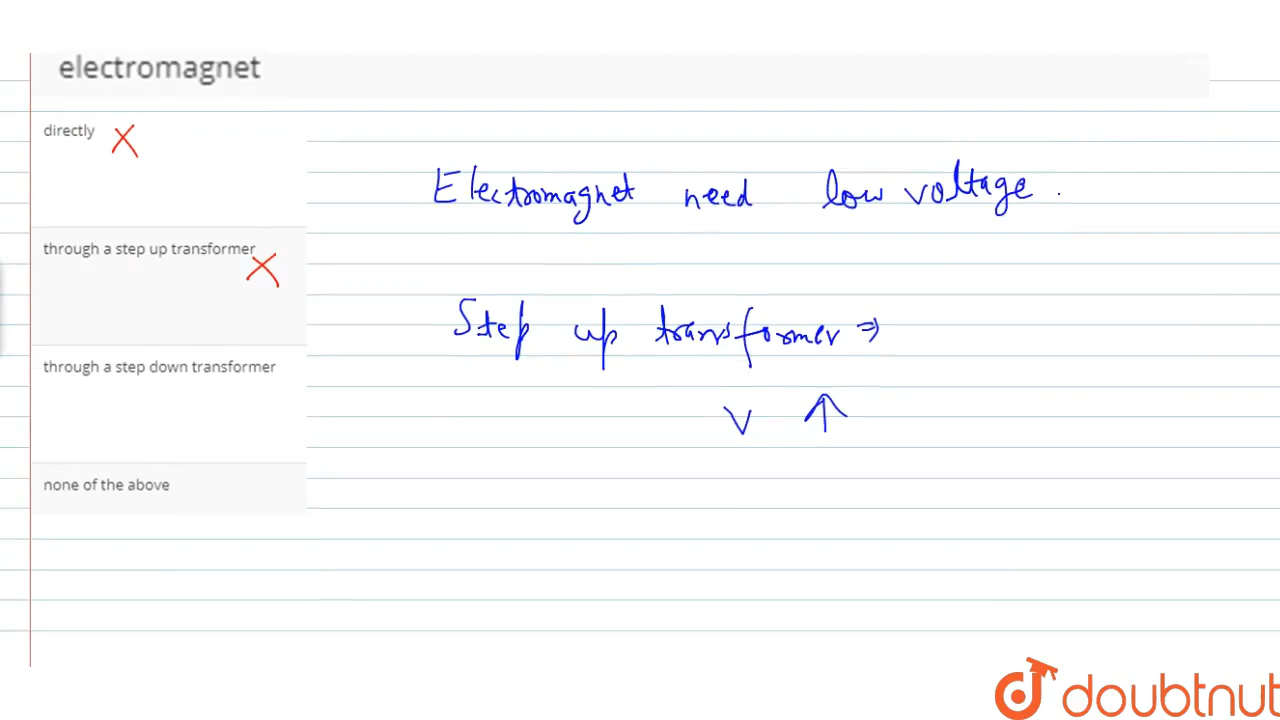 electromagnet
directly X
Electromagnet need low voltage.
through a step up transformer X
Step up transformer ⇒
through a step down transformer
V ↑
none of the above
doubtnut